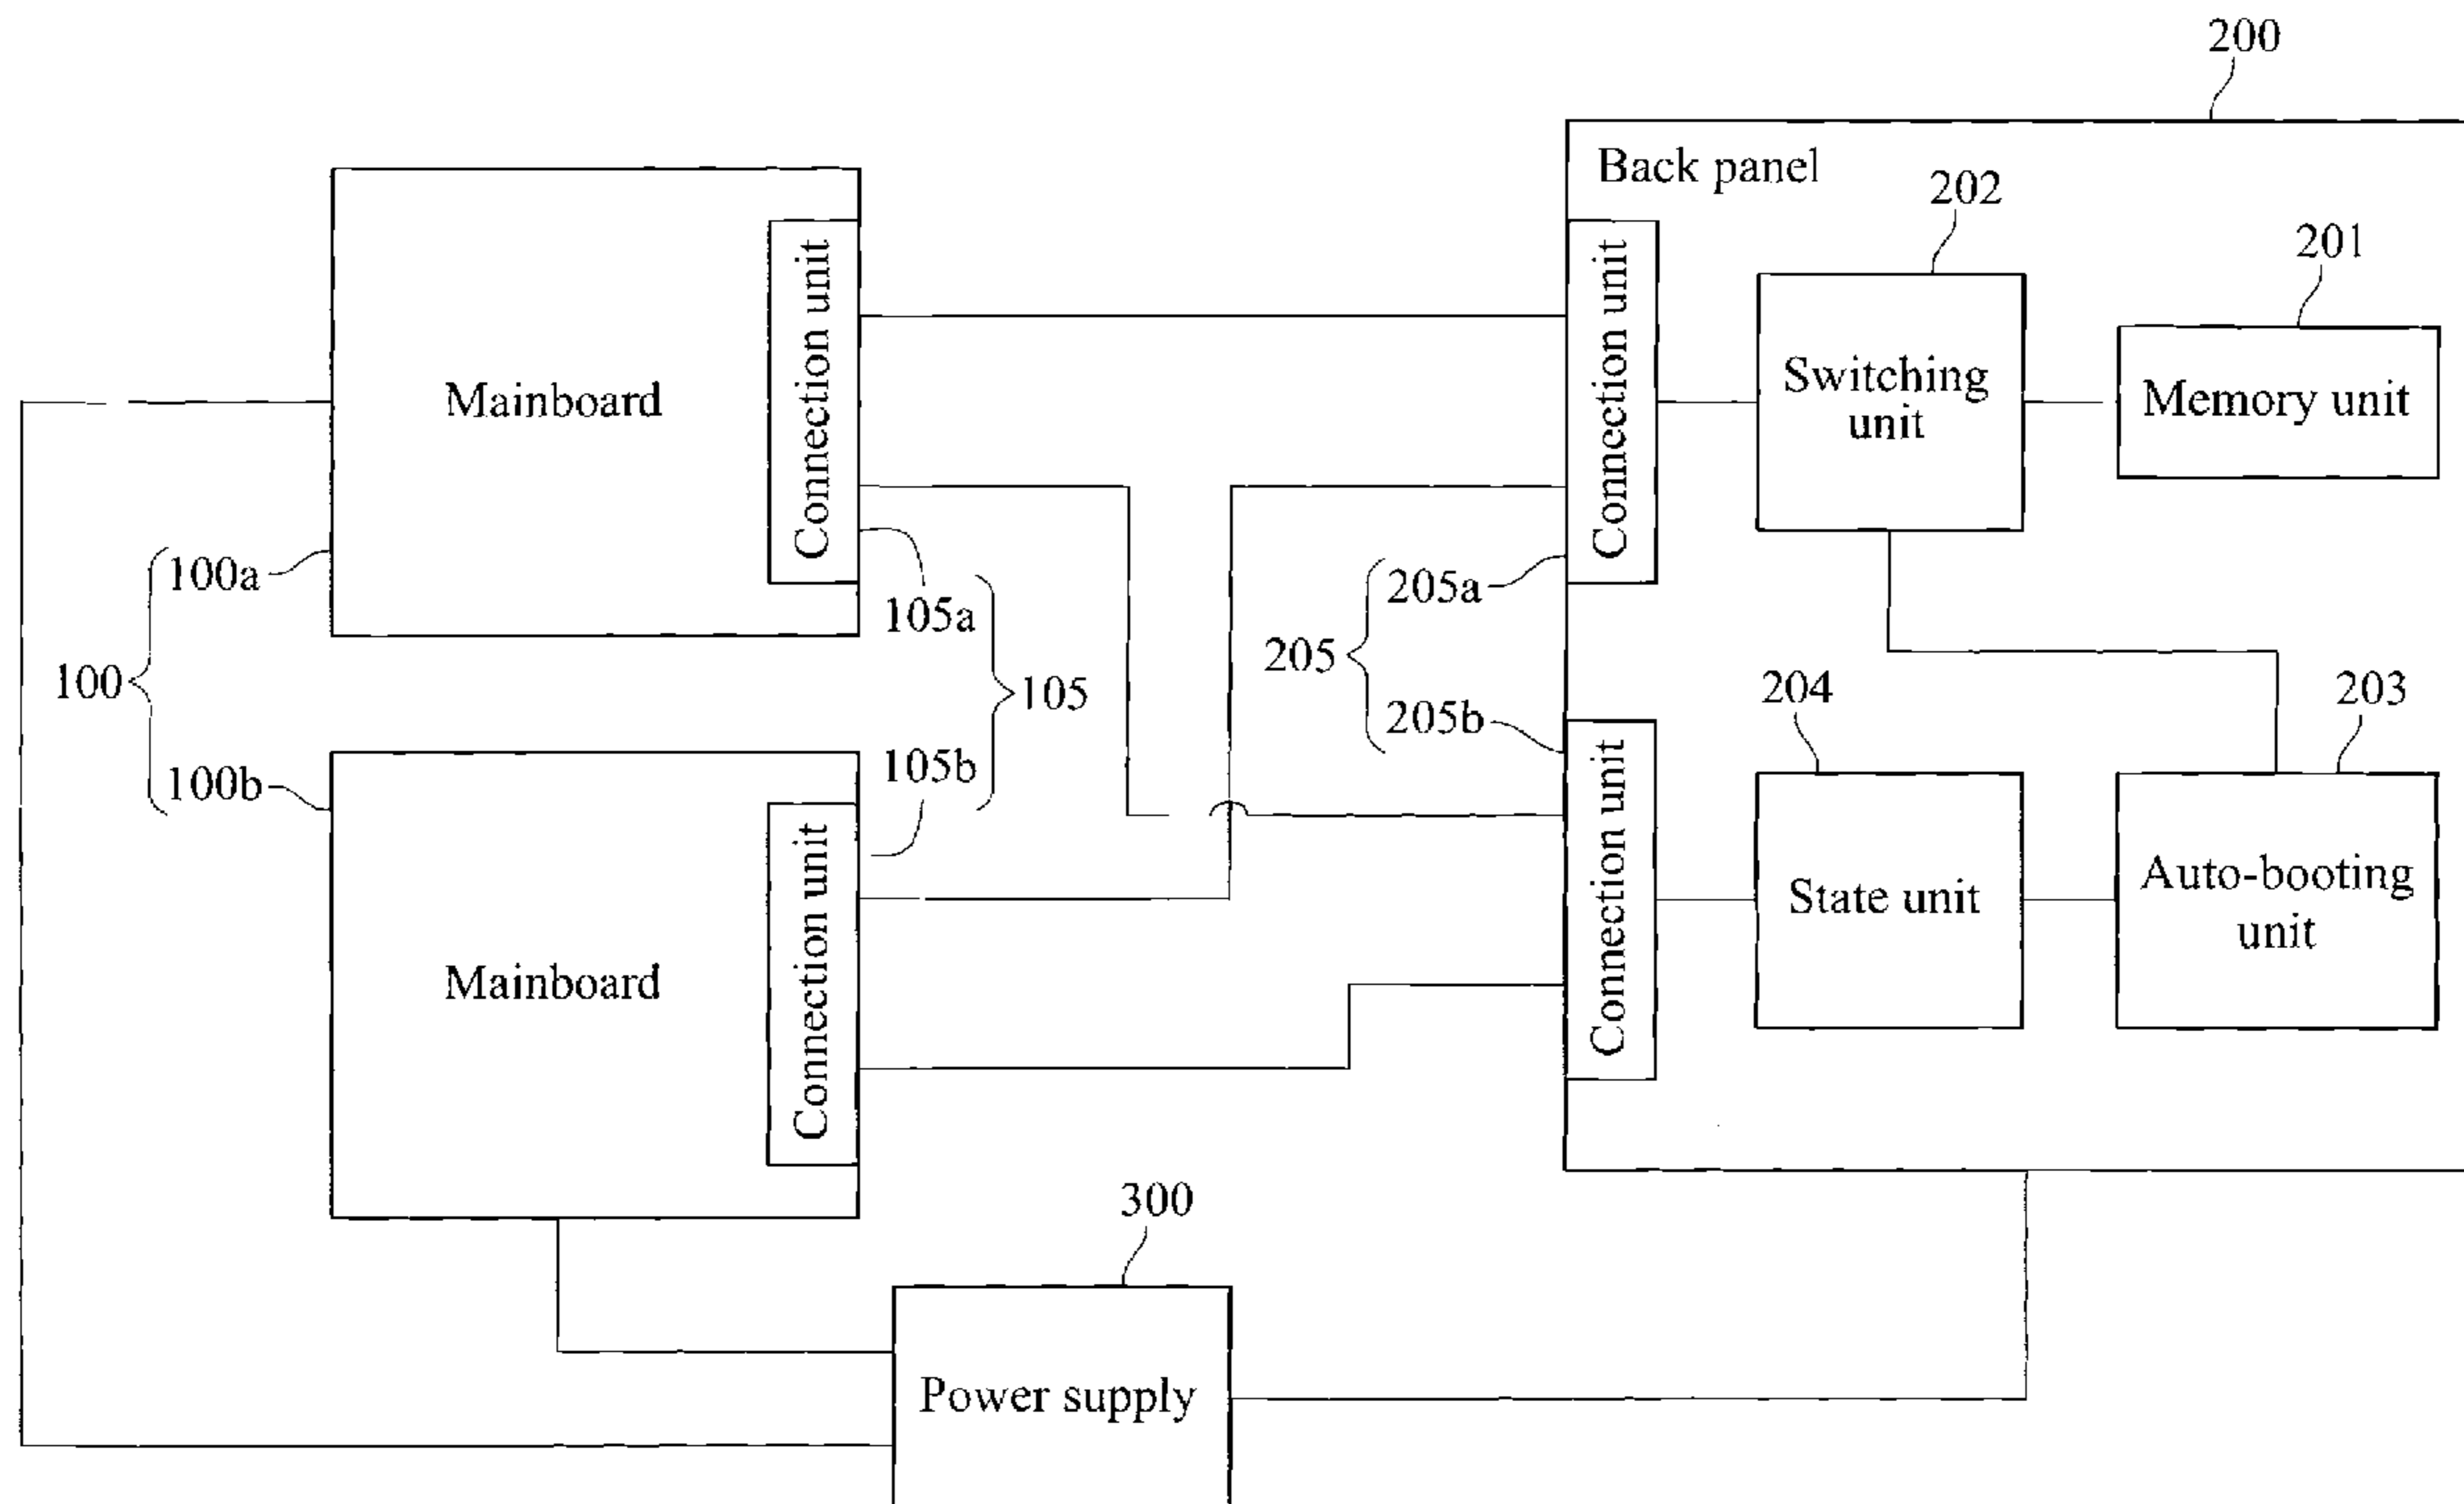 200
Back panel
202
201
Connection unit
Connection unit
Switching
unit
Memory unit
Mainboard
100a
105a
205a
100
105
205
204
203
205b
100b
105b
Connection unit
Connection unit
State unit
Auto-booting
unit
Mainboard
300
Power supply